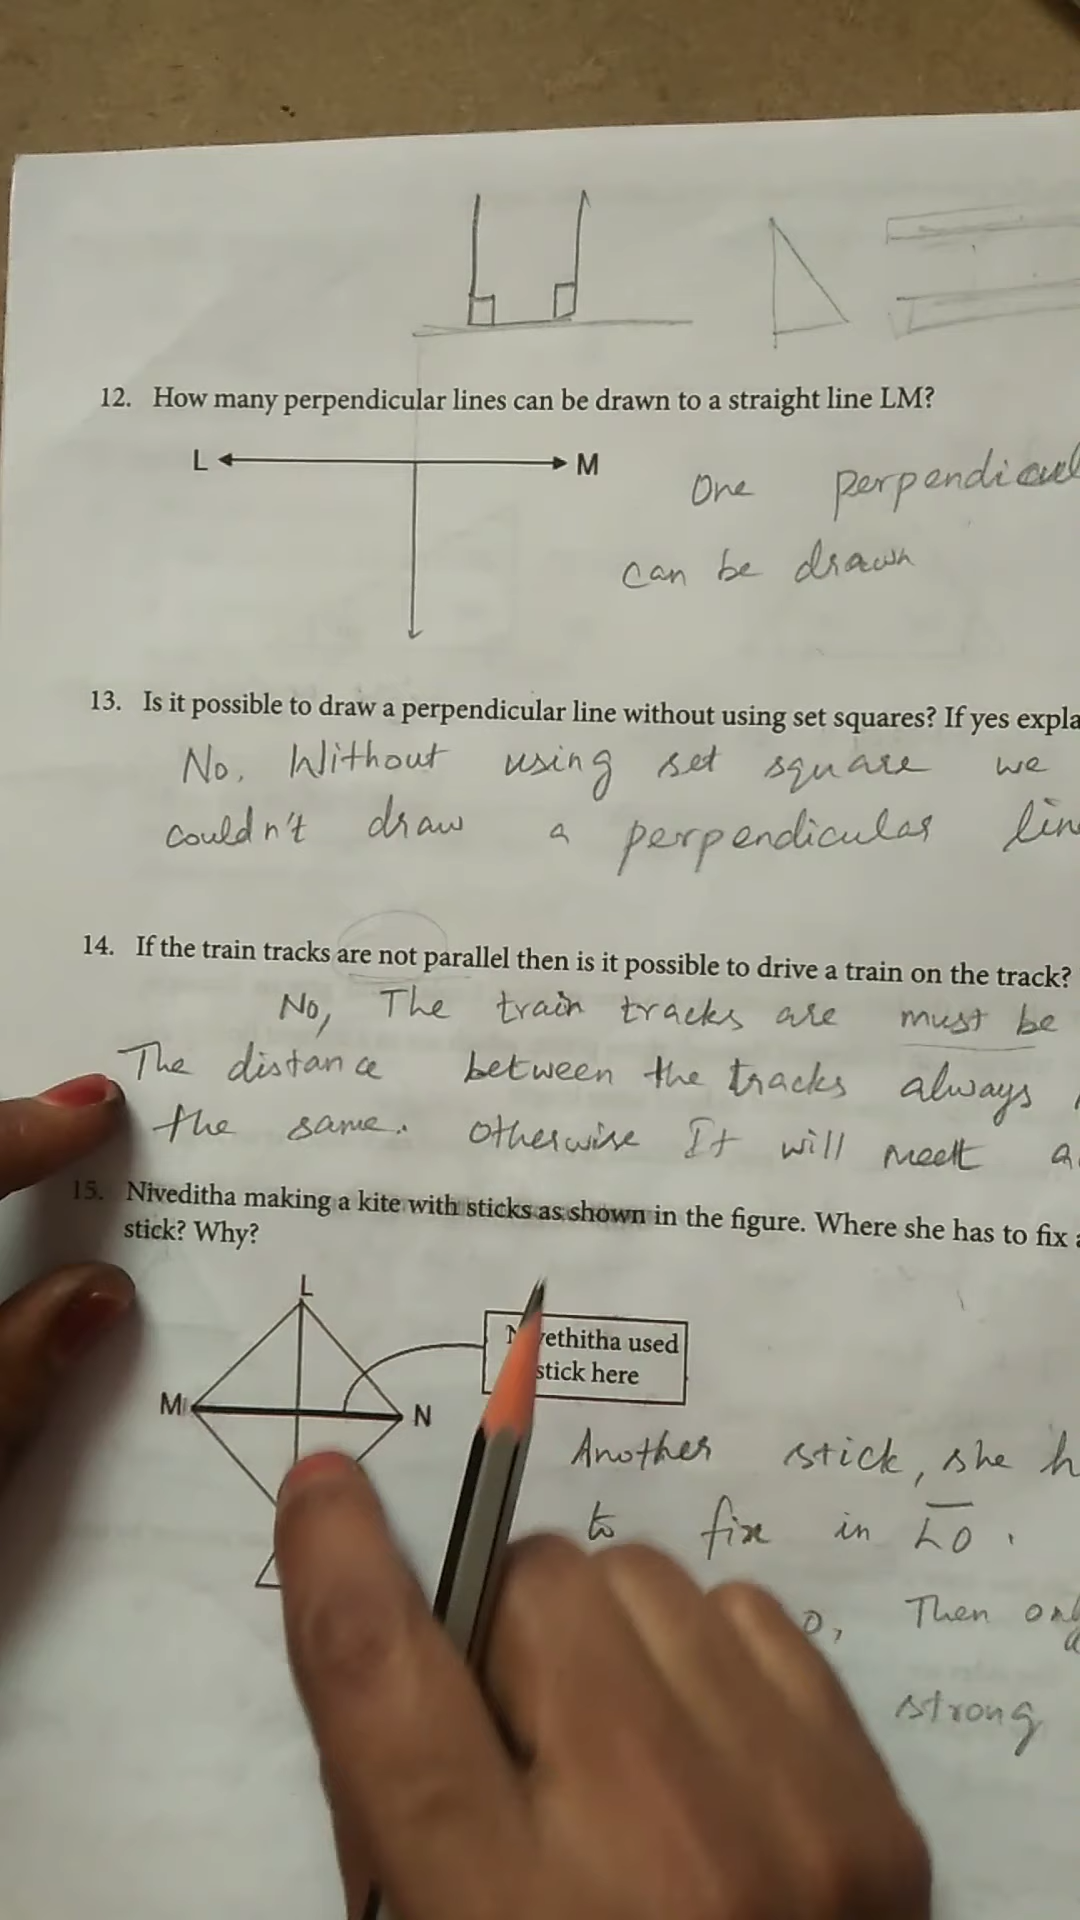 12. How many perpendicular lines can be drawn to a straight line LM?
L M
One perpendicul
can be drawn
13. Is it possible to draw a perpendicular line without using set squares? If yes expla
No. Without using set square we
couldn't draw a perpendicular line
14. If the train tracks are not parallel then is it possible to drive a train on the track?
No, The train tracks are must be
The distance between the tracks always
the same. otherwise It will meett
15. Niveditha making a kite with sticks as shown in the figure. Where she has to fix
stick? Why?
L
ethitha used
stick here
M N
Another stick, she h
to fix in LO.
O, Then only
strong